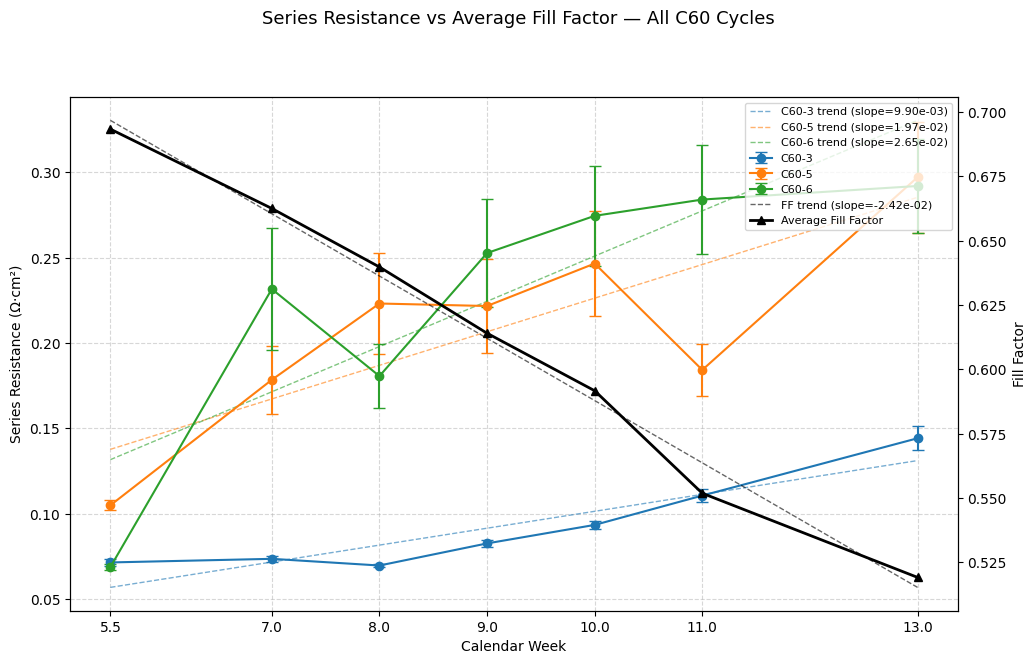 Series Resistance vs Average Fill Factor — All C60 Cycles
C60-3 trend (slope=9.90e-03)
C60-5 trend (slope=1.97e-02)
C60-6 trend (slope=2.65e-02)
C60-3
C60-5
C60-6
FF trend (slope=-2.42e-02)
Average Fill Factor
Series Resistance (Ω·cm²)
0.30
0.25
0.20
0.15
0.10
0.05
0.700
0.675
0.650
0.625
0.600
0.575
0.550
0.525
Fill Factor
5.5
7.0
8.0
9.0
10.0
11.0
13.0
Calendar Week